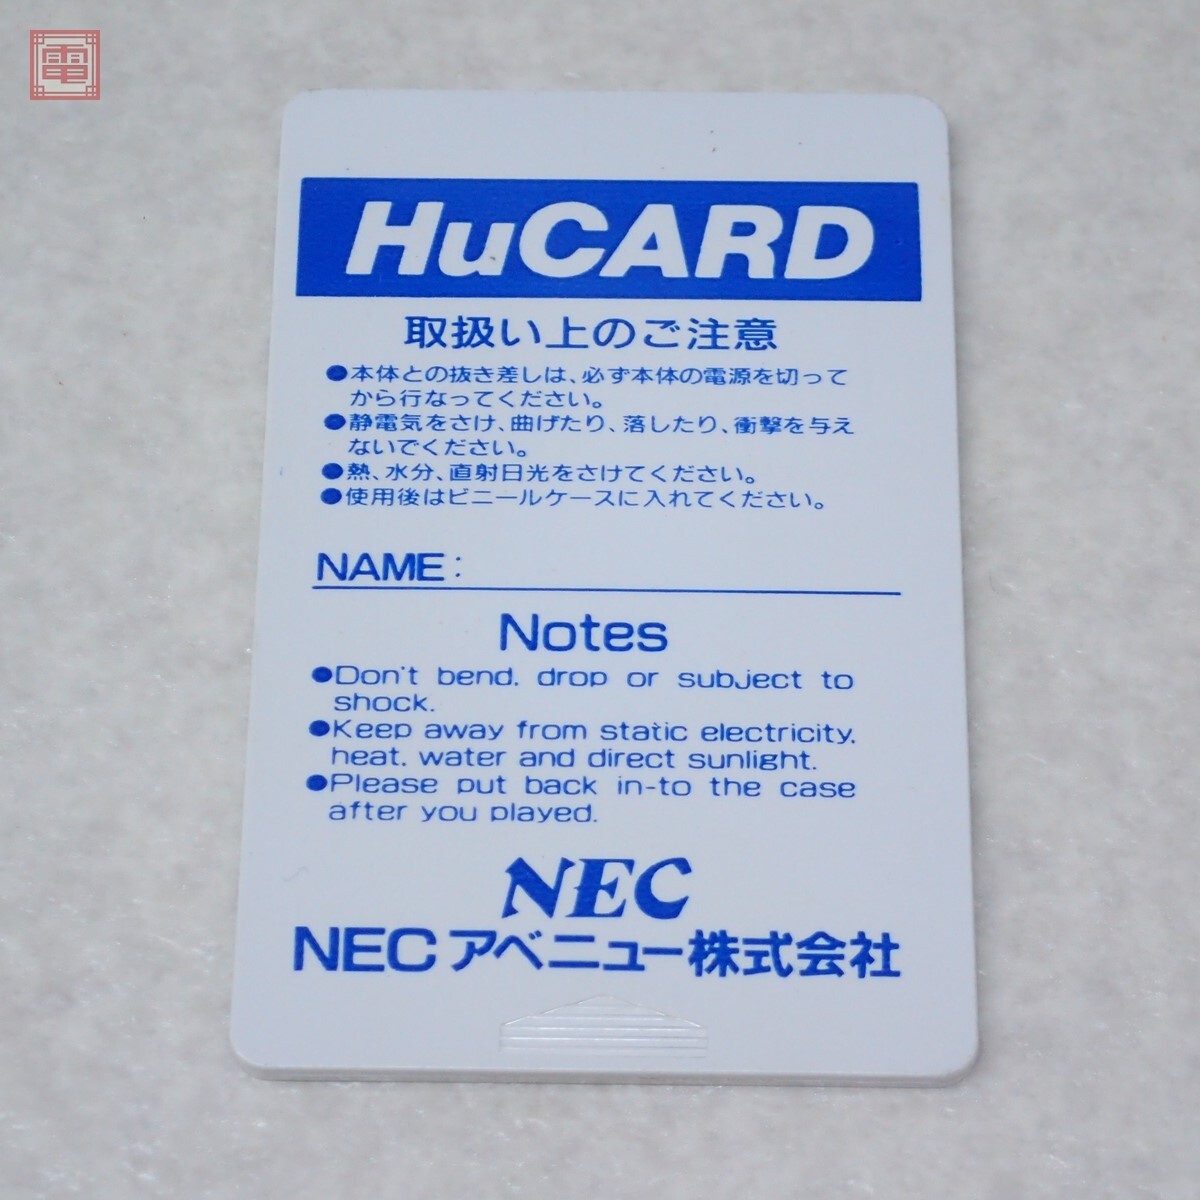 電
HuCARD
取扱い上のご注意
●本体との抜き差しは、必ず本体の電源を切って
から行なってください。
●静電気をさけ、曲げたり、落したり、衝撃を与え
ないでください。
●熱、水分、直射日光をさけてください。
●使用後はビニールケースに入れてください。
NAME:
Notes
●Don't bend, drop or subject to
shock.
●Keep away from static electricity,
heat, water and direct sunlight.
●Please put back in-to the case
after you played.
NEC
NECアベニュー株式会社